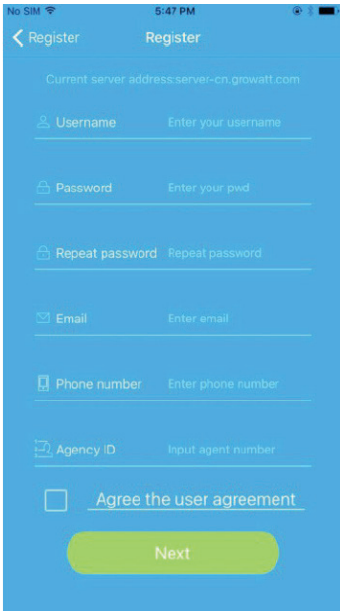 No SIM 5:47 PM
Register Register
Current server address:server-cn.growatt.com
Username Enter your username
Password Enter your pwd
Repeat password Repeat password
Email Enter email
Phone number Enter phone number
Agency ID Input agent number
Agree the user agreement
Next